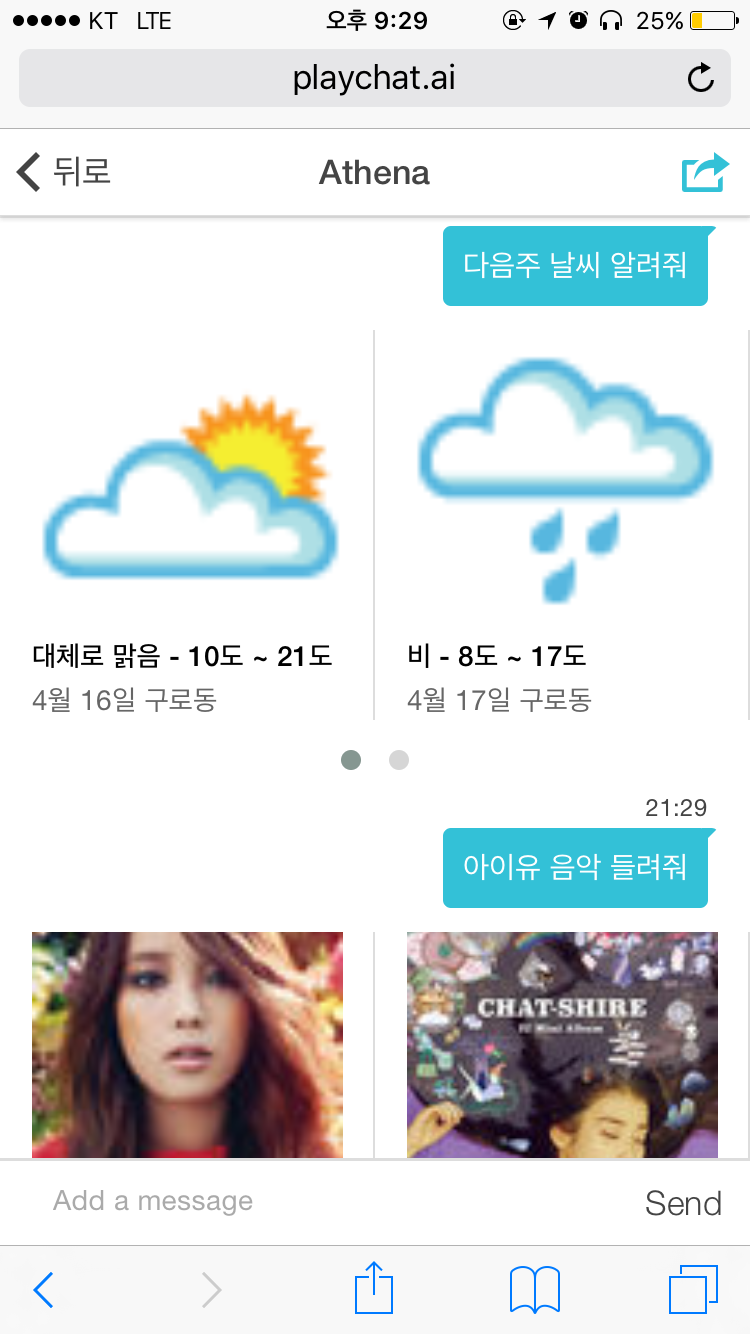 KT LTE 오후 9:29 25%
playchat.ai
뒤로 Athena
다음주 날씨 알려줘
대체로 맑음 - 10도 ~ 21도
4월 16일 구로동
비 - 8도 ~ 17도
4월 17일 구로동
21:29
아이유 음악 들려줘
CHAT-SHIRE
IU Mini Album
Add a message Send